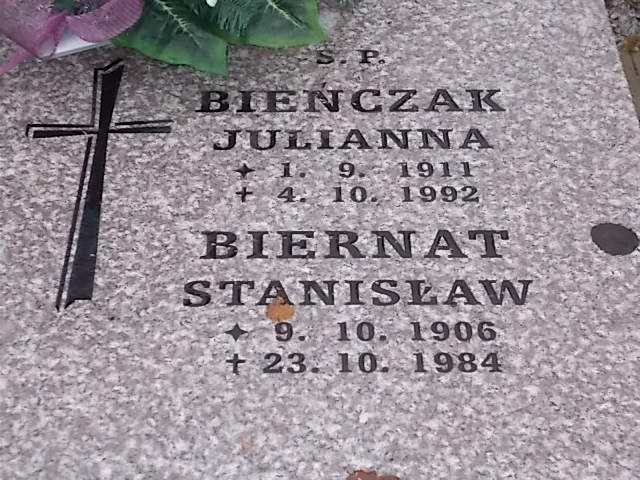 Ś. P.
BIEŃCZAK
JULIANNA
✦ 1. 9. 1911
✝ 4. 10. 1992
BIERNAT
STANISŁAW
✦ 9. 10. 1906
✝ 23. 10. 1984